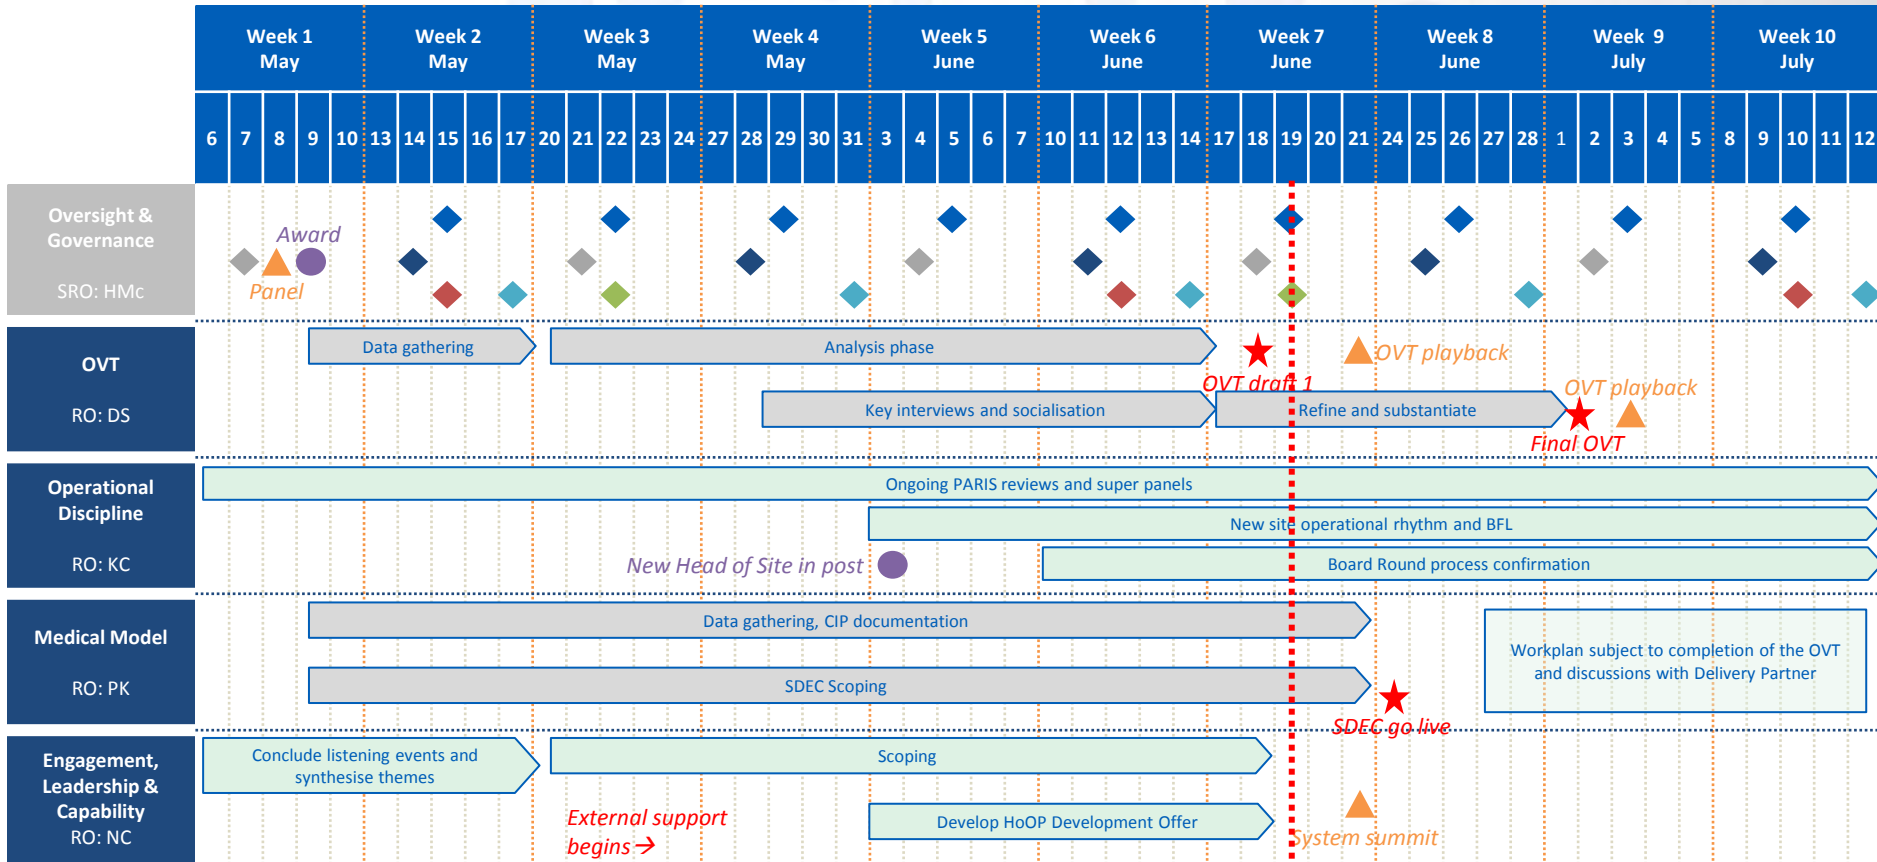 Week 1
May
Week 2
May
Week 3
May
Week 4
May
Week 5
June
Week 6
June
Week 7
June
Week 8
June
Week 9
July
Week 10
July
6 7 8 9 10 13 14 15 16 17 20 21 22 23 24 27 28 29 30 31 3 4 5 6 7 10 11 12 13 14 17 18 19 20 21 24 25 26 27 28 1 2 3 4 5 8 9 10 11 12
Oversight &
Governance
SRO: HMc
Award
Panel
OVT
RO: DS
Data gathering
Analysis phase
OVT draft 1
OVT playback
Key interviews and socialisation
Refine and substantiate
OVT playback
Final OVT
Operational
Discipline
RO: KC
Ongoing PARIS reviews and super panels
New site operational rhythm and BFL
New Head of Site in post
Board Round process confirmation
Medical Model
RO: PK
Data gathering, CIP documentation
SDEC Scoping
SDEC go live
Workplan subject to completion of the OVT
and discussions with Delivery Partner
Engagement,
Leadership &
Capability
RO: NC
Conclude listening events and
synthesise themes
Scoping
External support
begins →
Develop HoOP Development Offer
System summit